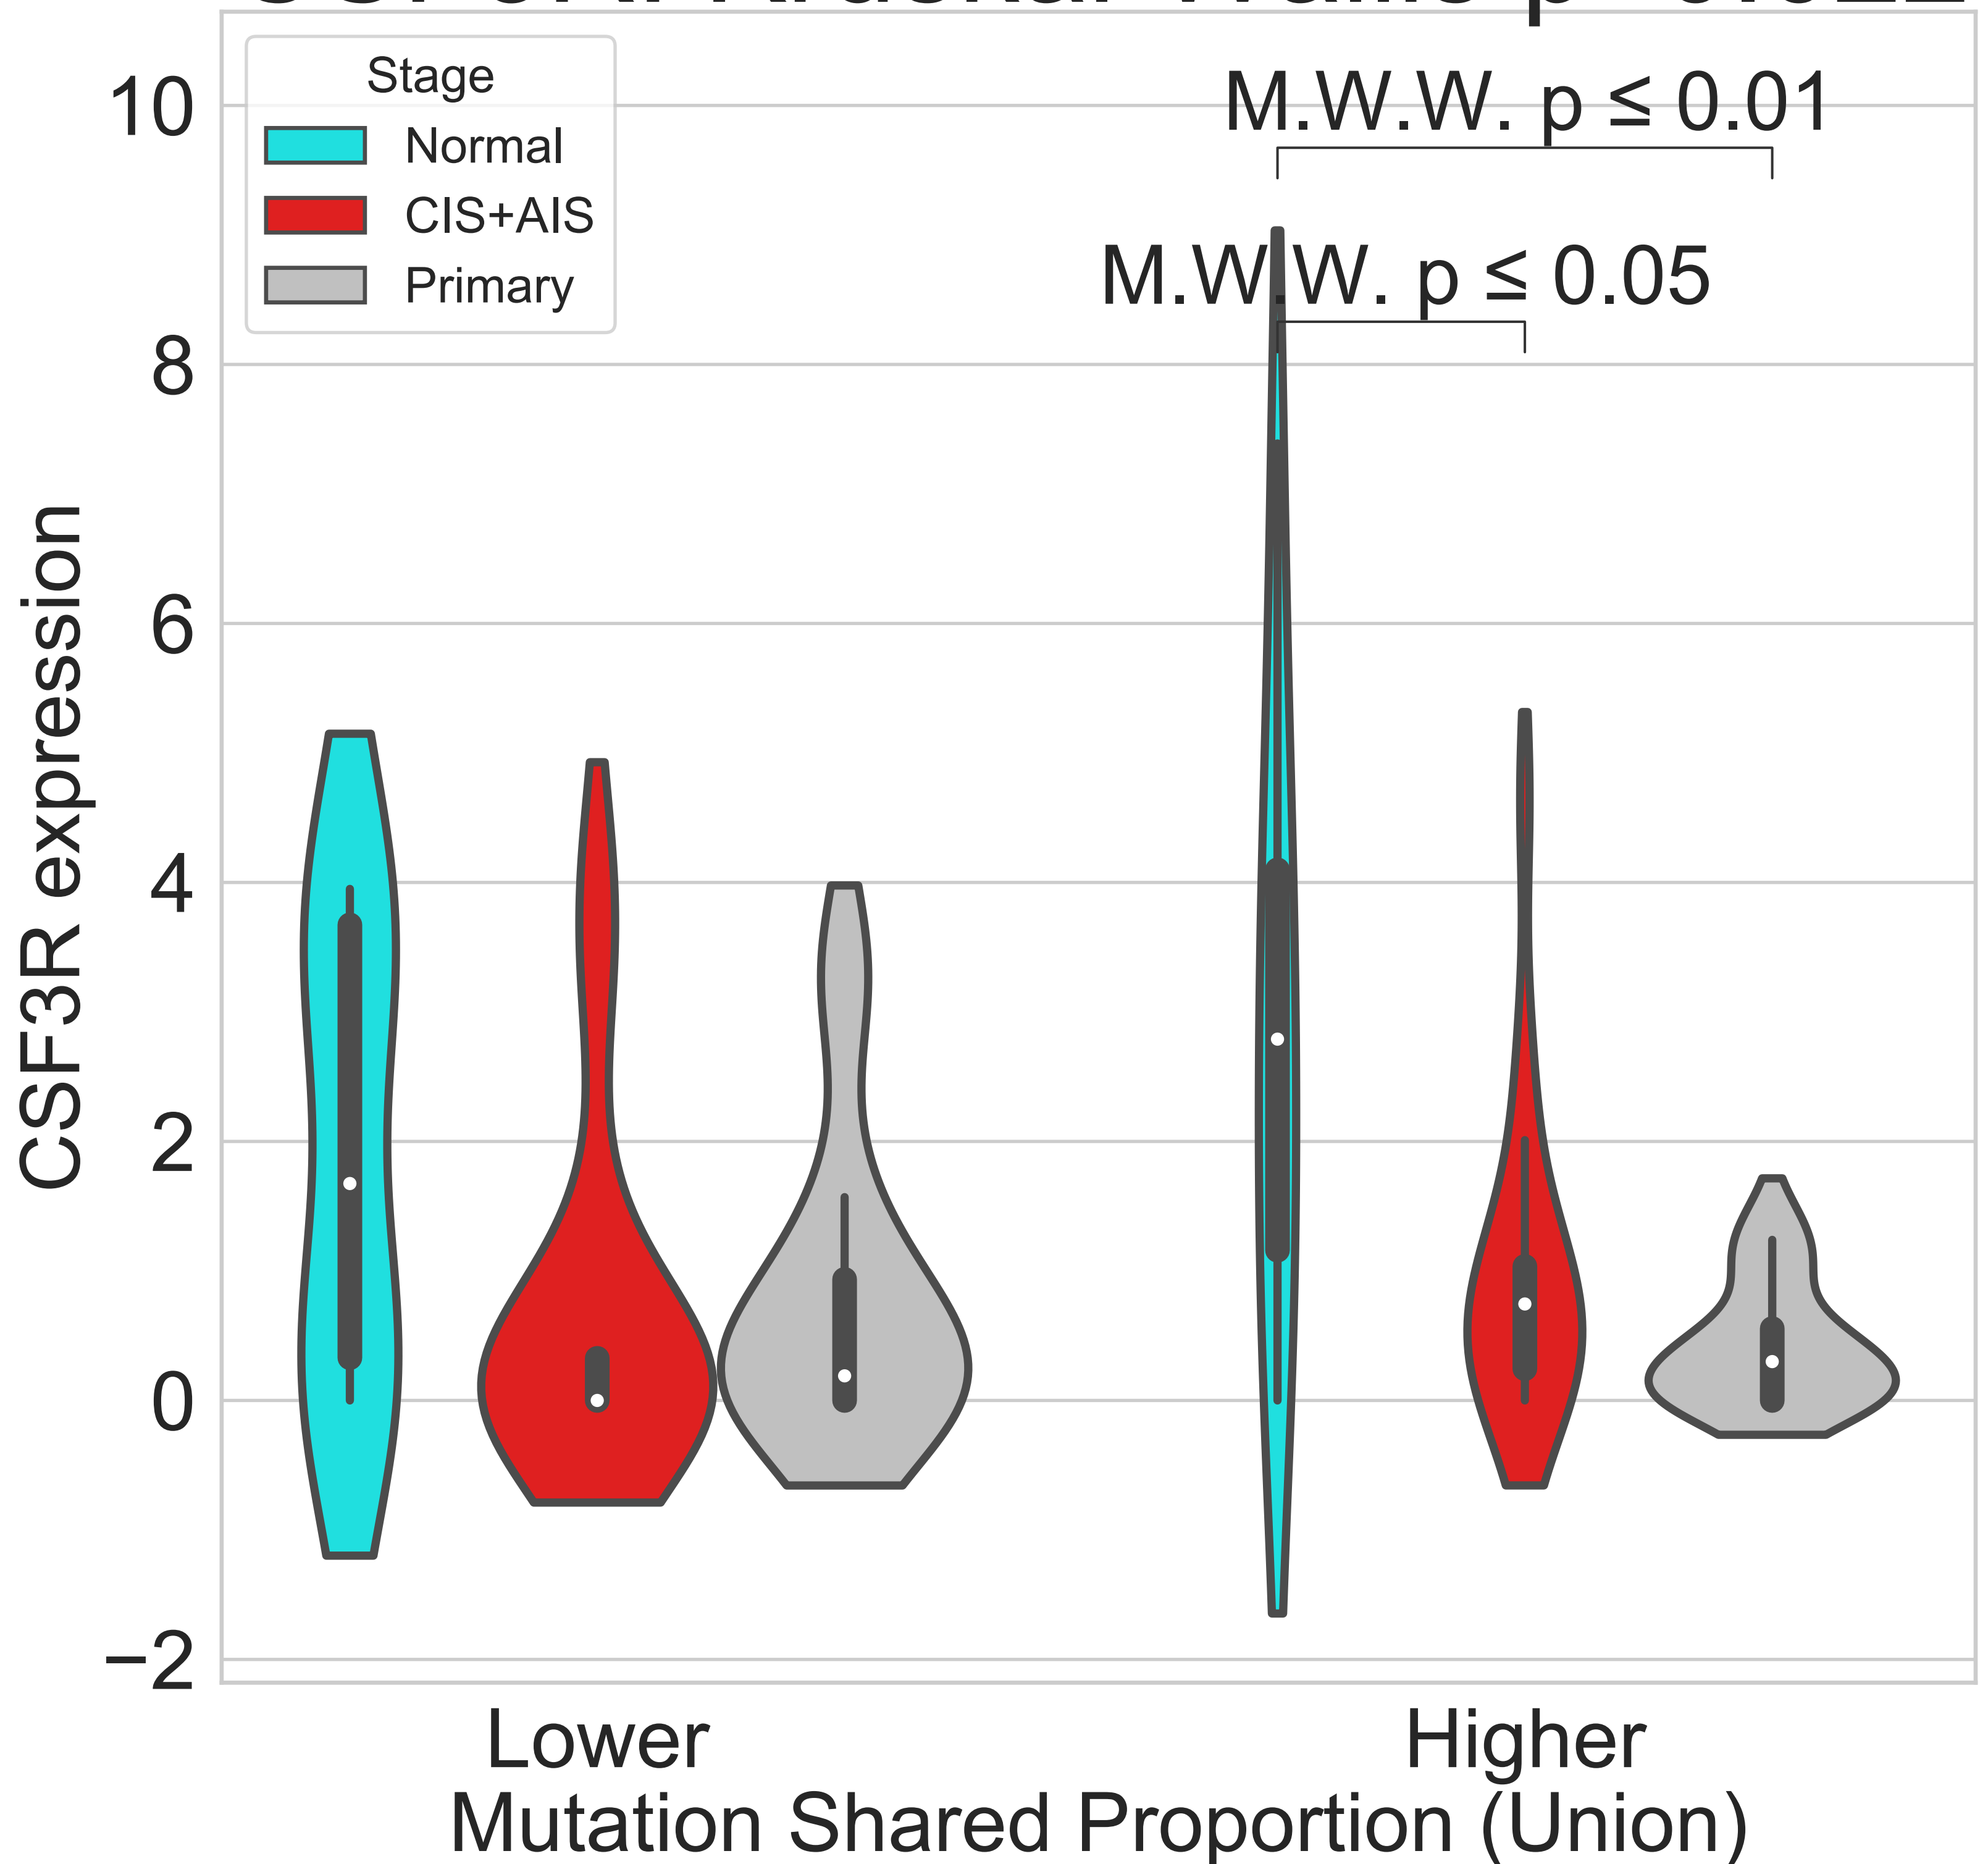 Stage
Normal
CIS+AIS
Primary
M.W.W. p ≤ 0.01
M.W.W. p ≤ 0.05
10
8
6
4
2
0
−2
CSF3R expression
Lower
Higher
Mutation Shared Proportion (Union)